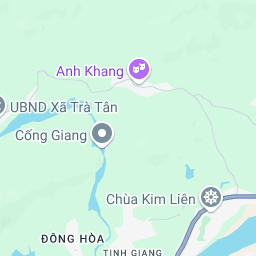 Anh Khang
UBND Xã Trà Tân
Cống Giang
Chùa Kim Liên
ĐÔNG HÒA
TỊNH GIANG